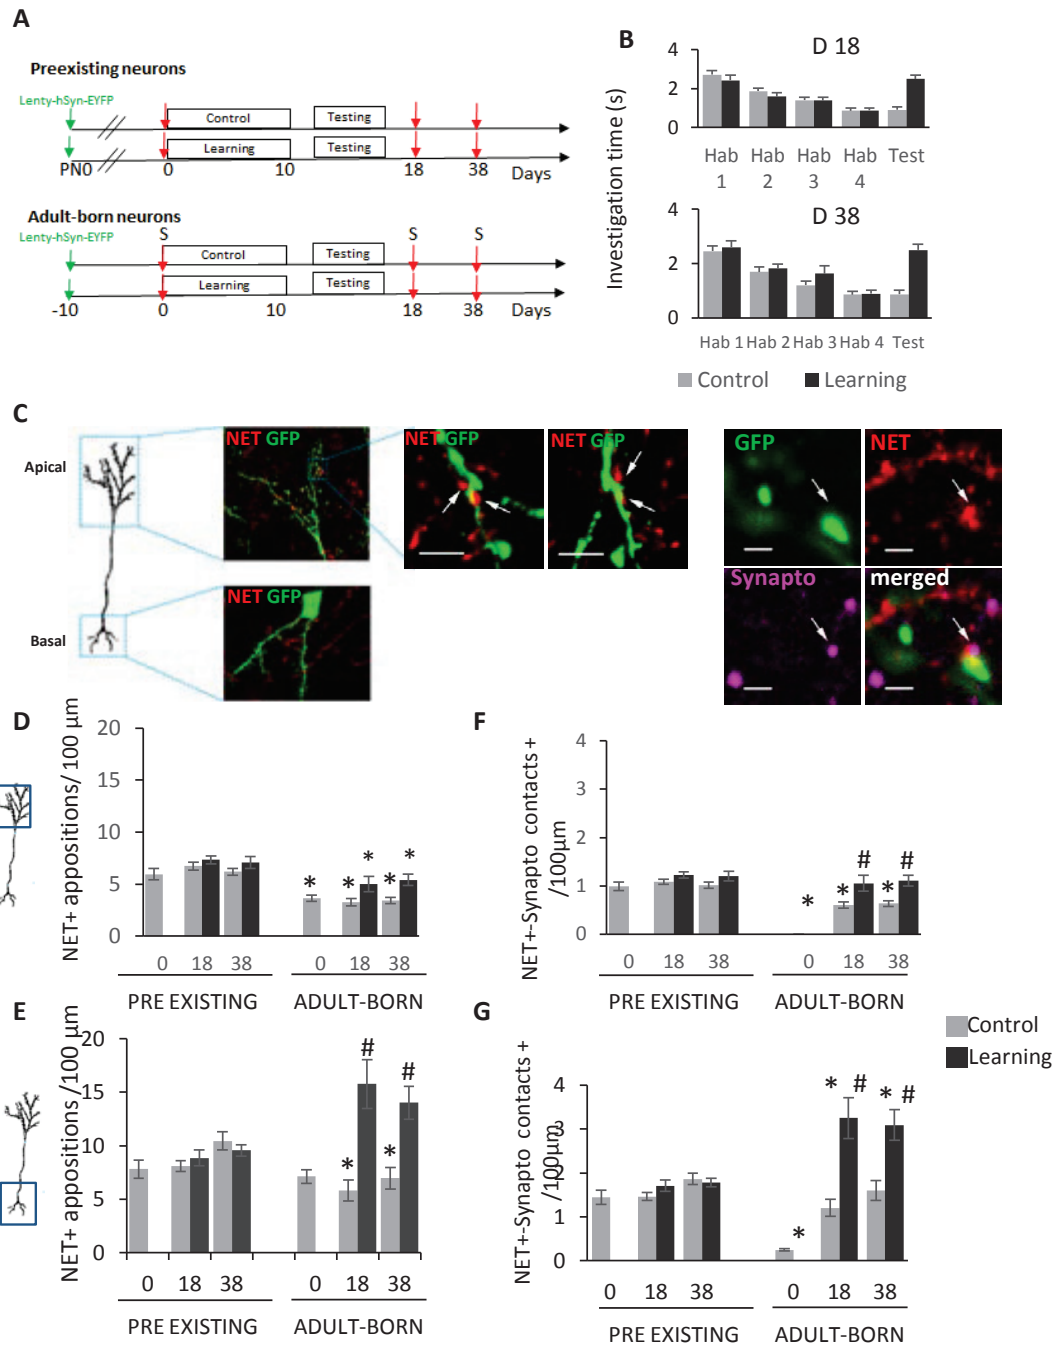 A
Preexisting neurons
Lenty-hSyn-EYFP
Control
Testing
Learning
Testing
PN0
0
10
18
38
Days
Adult-born neurons
Lenty-hSyn-EYFP
S
S
S
Control
Testing
Learning
Testing
-10
0
10
18
38
Days
B
Investigation time (s)
D 18
4
2
0
Hab 1
Hab 2
Hab 3
Hab 4
Test
D 38
4
2
0
Hab 1 Hab 2 Hab 3 Hab 4 Test
Control
Learning
C
Apical
Basal
NET GFP
NET GFP
NET GFP
NET GFP
GFP
NET
Synapto
merged
D
NET+ appositions/ 100 µm
20
15
10
5
0
* * * * *
0 18 38
0 18 38
PRE EXISTING
ADULT-BORN
F
NET+-Synapto contacts +
/100µm
4
3
2
1
0
* * # * #
0 18 38
0 18 38
PRE EXISTING
ADULT-BORN
E
NET+ appositions /100 µm
20
15
10
5
0
* # * #
0 18 38
0 18 38
PRE EXISTING
ADULT-BORN
G
NET+-Synapto contacts +
/100µm
4
3
2
1
0
* * # * #
0 18 38
0 18 38
PRE EXISTING
ADULT-BORN
Control
Learning